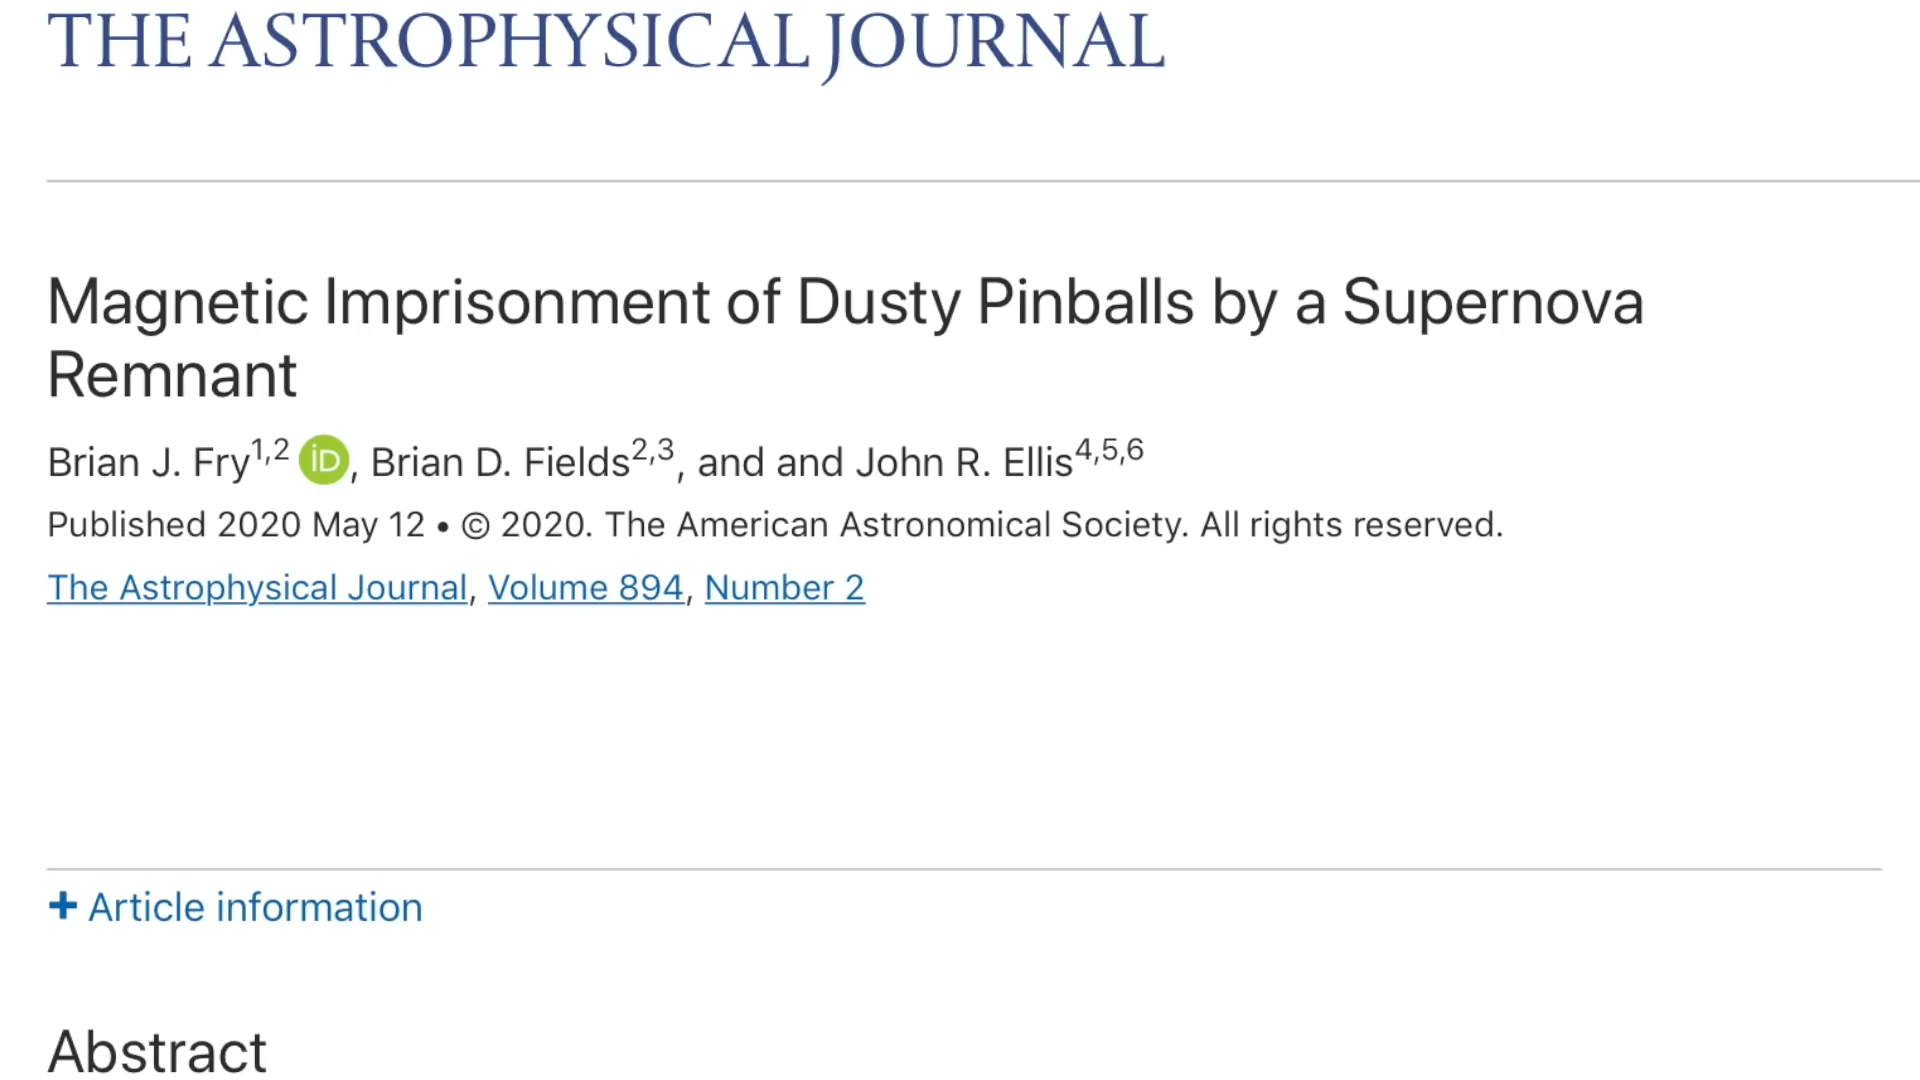 THE ASTROPHYSICAL JOURNAL
Magnetic Imprisonment of Dusty Pinballs by a Supernova
Remnant
Brian J. Fry1,2 iD, Brian D. Fields2,3, and and John R. Ellis4,5,6
Published 2020 May 12 • © 2020. The American Astronomical Society. All rights reserved.
The Astrophysical Journal, Volume 894, Number 2
+ Article information
Abstract